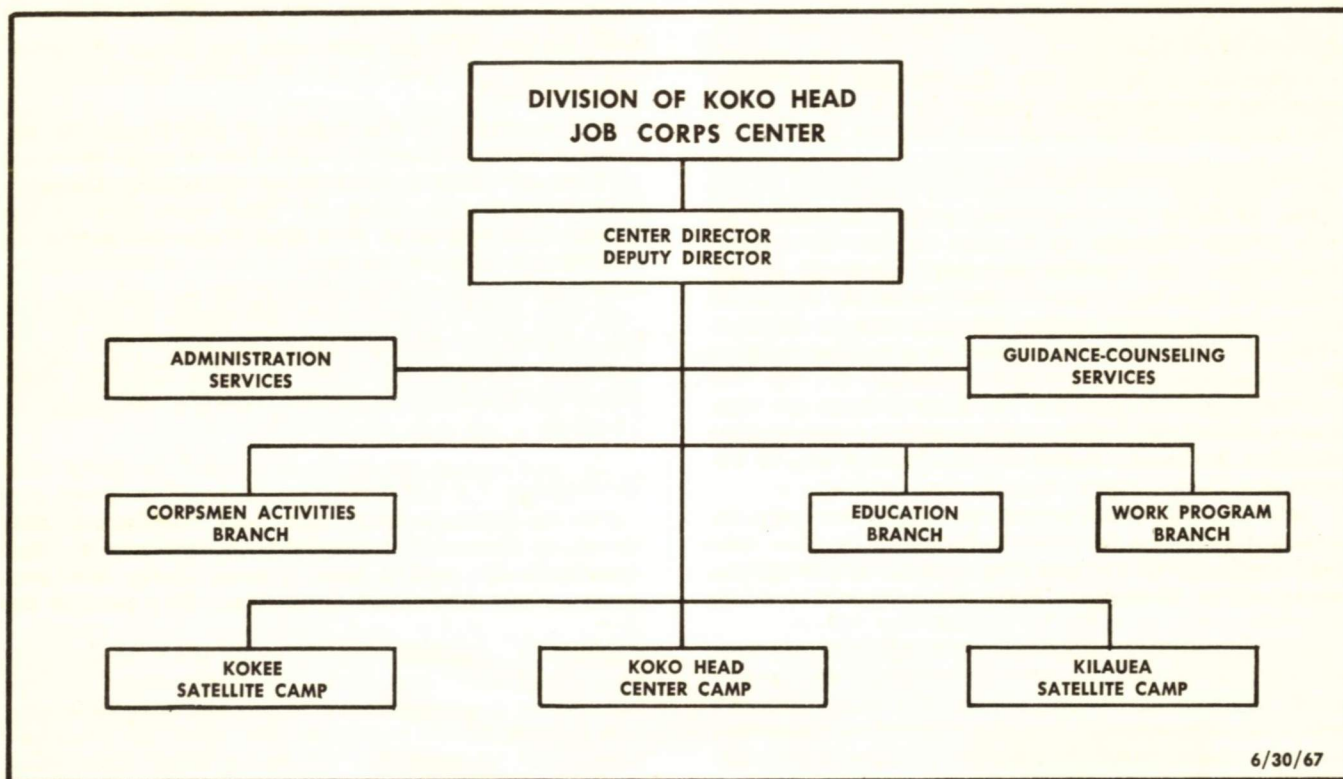 DIVISION OF KOKO HEAD
JOB CORPS CENTER
CENTER DIRECTOR
DEPUTY DIRECTOR
ADMINISTRATION
SERVICES
GUIDANCE-COUNSELING
SERVICES
CORPSMEN ACTIVITIES
BRANCH
EDUCATION
BRANCH
WORK PROGRAM
BRANCH
KOKEE
SATELLITE CAMP
KOKO HEAD
CENTER CAMP
KILAUEA
SATELLITE CAMP
6/30/67